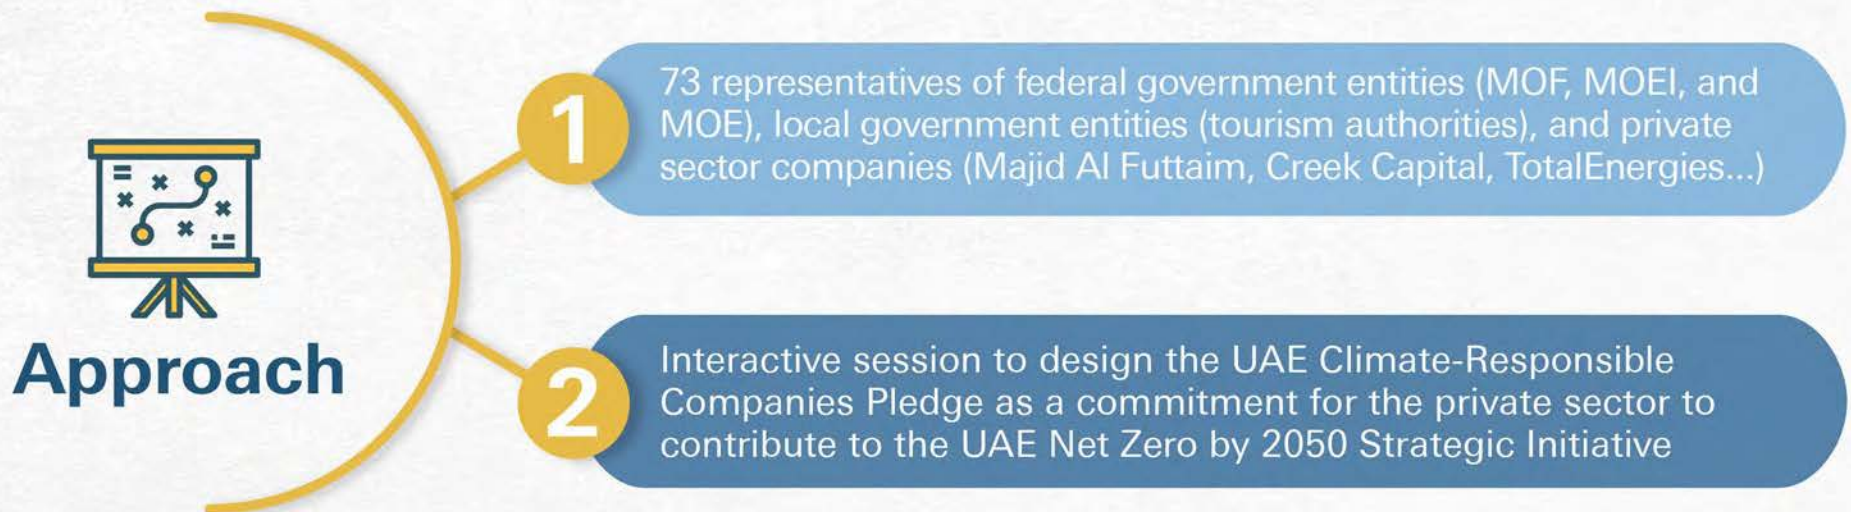 Approach
1
73 representatives of federal government entities (MOF, MOEI, and
MOE), local government entities (tourism authorities), and private
sector companies (Majid Al Futtaim, Creek Capital, TotalEnergies...)
2
Interactive session to design the UAE Climate-Responsible
Companies Pledge as a commitment for the private sector to
contribute to the UAE Net Zero by 2050 Strategic Initiative